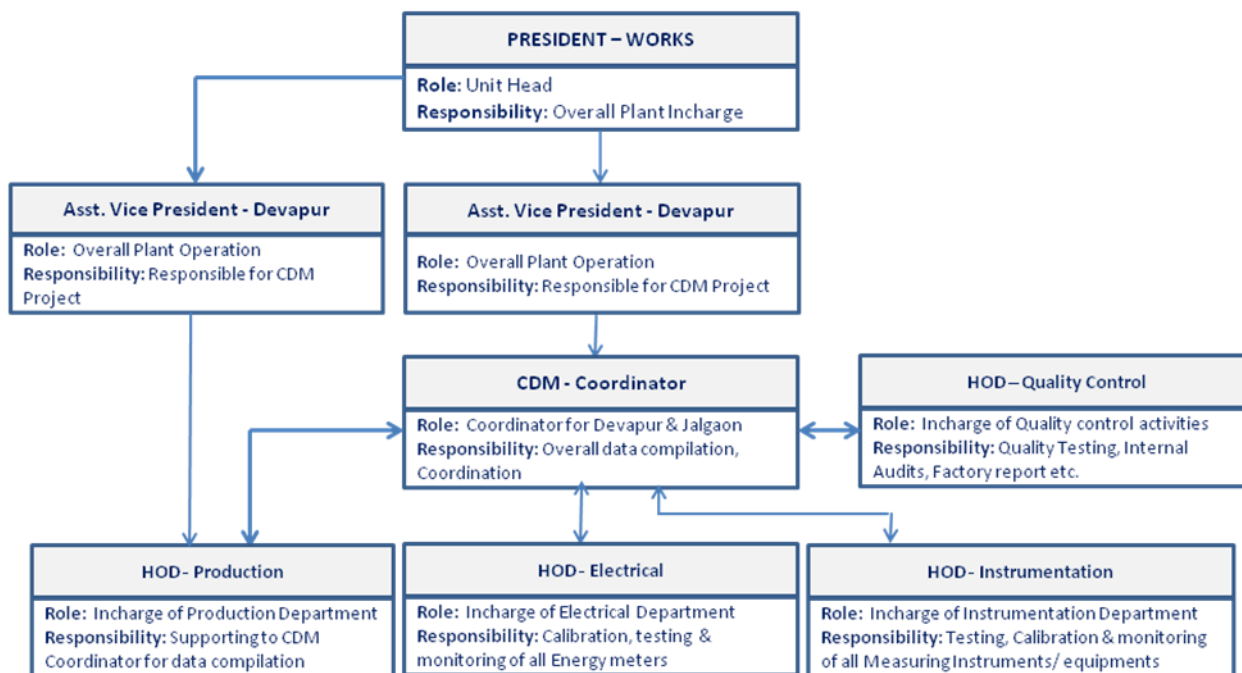 PRESIDENT – WORKS
Role: Unit Head
Responsibility: Overall Plant Incharge
Asst. Vice President - Devapur
Role: Overall Plant Operation
Responsibility: Responsible for CDM
Project
Asst. Vice President - Devapur
Role: Overall Plant Operation
Responsibility: Responsible for CDM Project
CDM - Coordinator
Role: Coordinator for Devapur & Jalgaon
Responsibility: Overall data compilation,
Coordination
HOD – Quality Control
Role: Incharge of Quality control activities
Responsibility: Quality Testing, Internal
Audits, Factory report etc.
HOD- Production
Role: Incharge of Production Department
Responsibility: Supporting to CDM
Coordinator for data compilation
HOD- Electrical
Role: Incharge of Electrical Department
Responsibility: Calibration, testing &
monitoring of all Energy meters
HOD- Instrumentation
Role: Incharge of Instrumentation Department
Responsibility: Testing, Calibration & monitoring
of all Measuring Instruments/ equipments